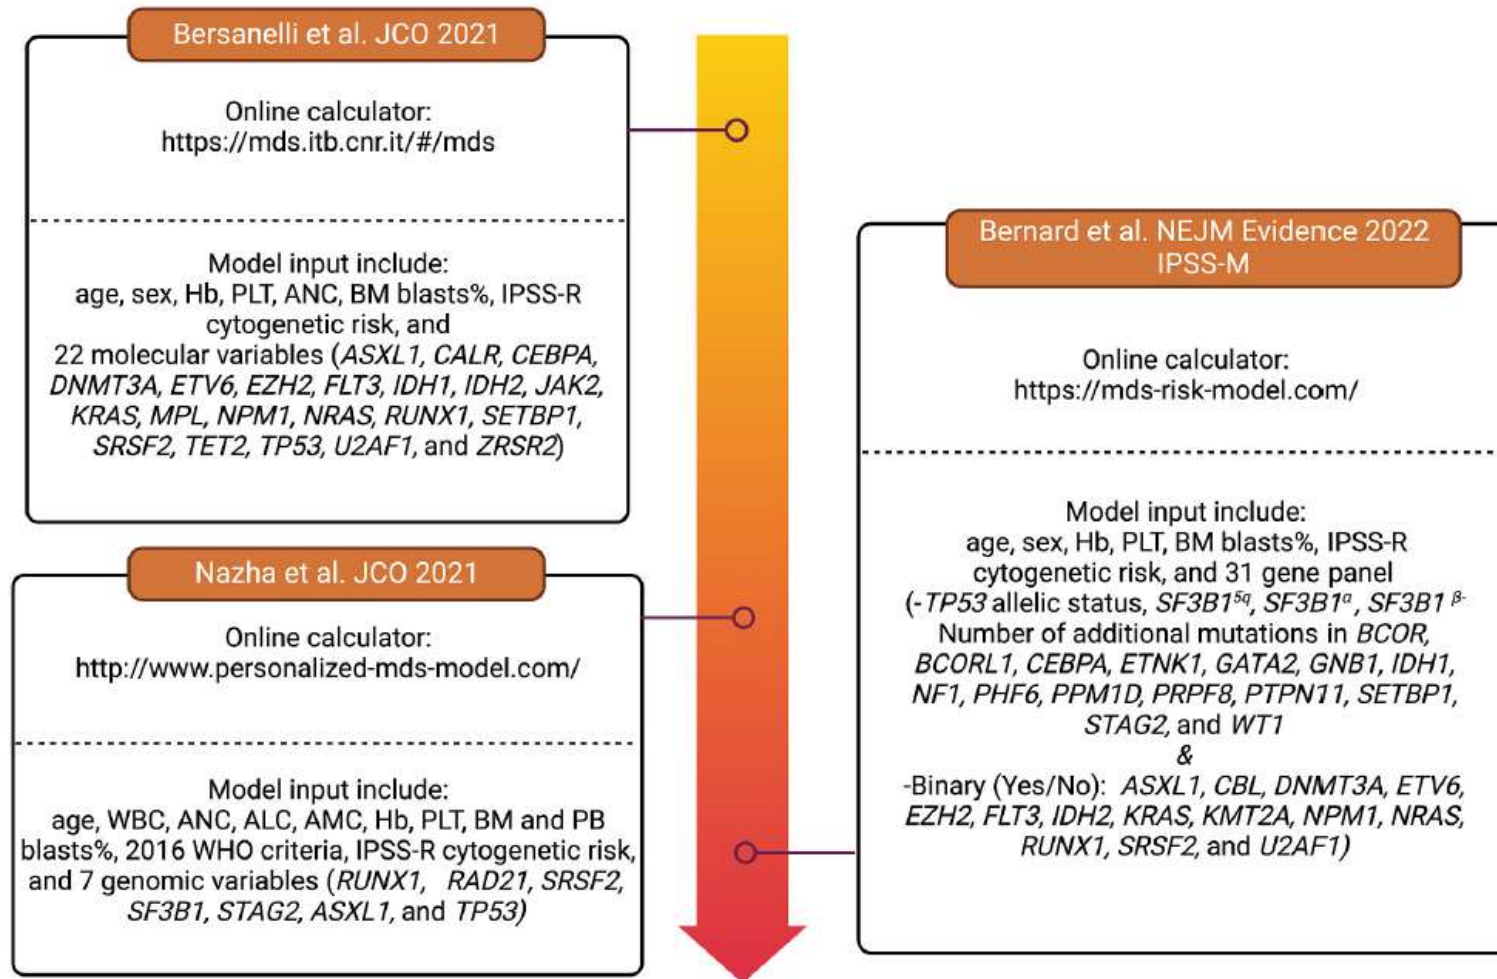 Bersanelli et al. JCO 2021
Online calculator:
https://mds.itb.cnr.it/#/mds
Model input include:
age, sex, Hb, PLT, ANC, BM blasts%, IPSS-R
cytogenetic risk, and
22 molecular variables (ASXL1, CALR, CEBPA,
DNMT3A, ETV6, EZH2, FLT3, IDH1, IDH2, JAK2,
KRAS, MPL, NPM1, NRAS, RUNX1, SETBP1,
SRSF2, TET2, TP53, U2AF1, and ZRSR2)
Nazha et al. JCO 2021
Online calculator:
http://www.personalized-mds-model.com/
Model input include:
age, WBC, ANC, ALC, AMC, Hb, PLT, BM and PB
blasts%, 2016 WHO criteria, IPSS-R cytogenetic risk,
and 7 genomic variables (RUNX1, RAD21, SRSF2,
SF3B1, STAG2, ASXL1, and TP53)
Bernard et al. NEJM Evidence 2022
IPSS-M
Online calculator:
https://mds-risk-model.com/
Model input include:
age, sex, Hb, PLT, BM blasts%, IPSS-R
cytogenetic risk, and 31 gene panel
(-TP53 allelic status, SF3B1⁵q, SF3B1ᵅ, SF3B1 ᵝ-
Number of additional mutations in BCOR,
BCORL1, CEBPA, ETNK1, GATA2, GNB1, IDH1,
NF1, PHF6, PPM1D, PRPF8, PTPN11, SETBP1,
STAG2, and WT1
&
-Binary (Yes/No): ASXL1, CBL, DNMT3A, ETV6,
EZH2, FLT3, IDH2, KRAS, KMT2A, NPM1, NRAS,
RUNX1, SRSF2, and U2AF1)